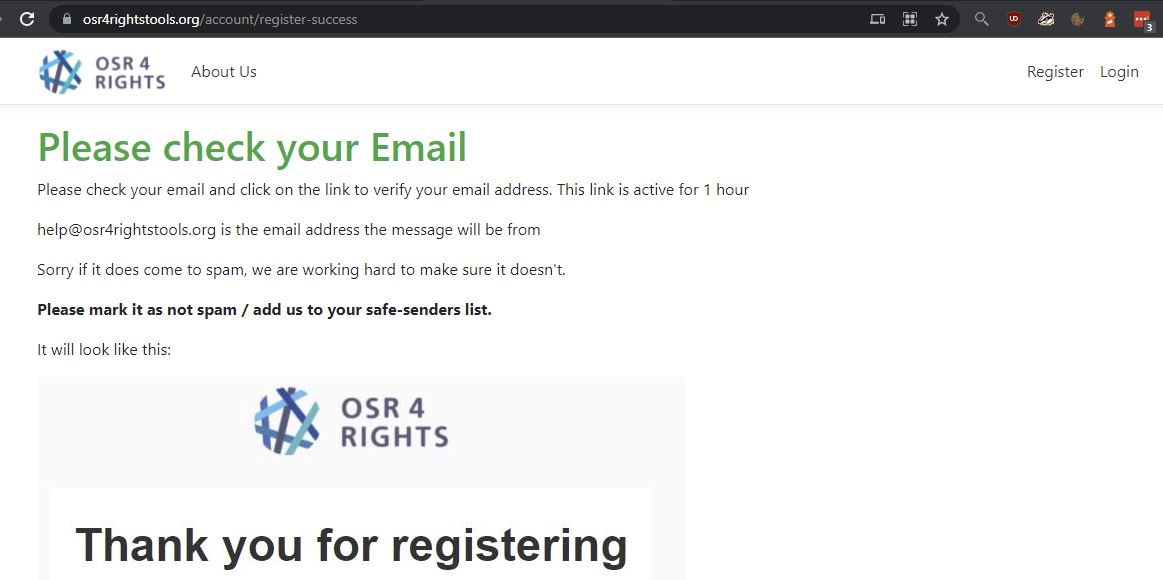 osr4rightstools.org/account/register-success
UD
3
OSR 4
RIGHTS
About Us
Register
Login
Please check your Email
Please check your email and click on the link to verify your email address. This link is active for 1 hour
help@osr4rightstools.org is the email address the message will be from
Sorry if it does come to spam, we are working hard to make sure it doesn't.
Please mark it as not spam / add us to your safe-senders list.
It will look like this:
OSR 4
RIGHTS
Thank you for registering